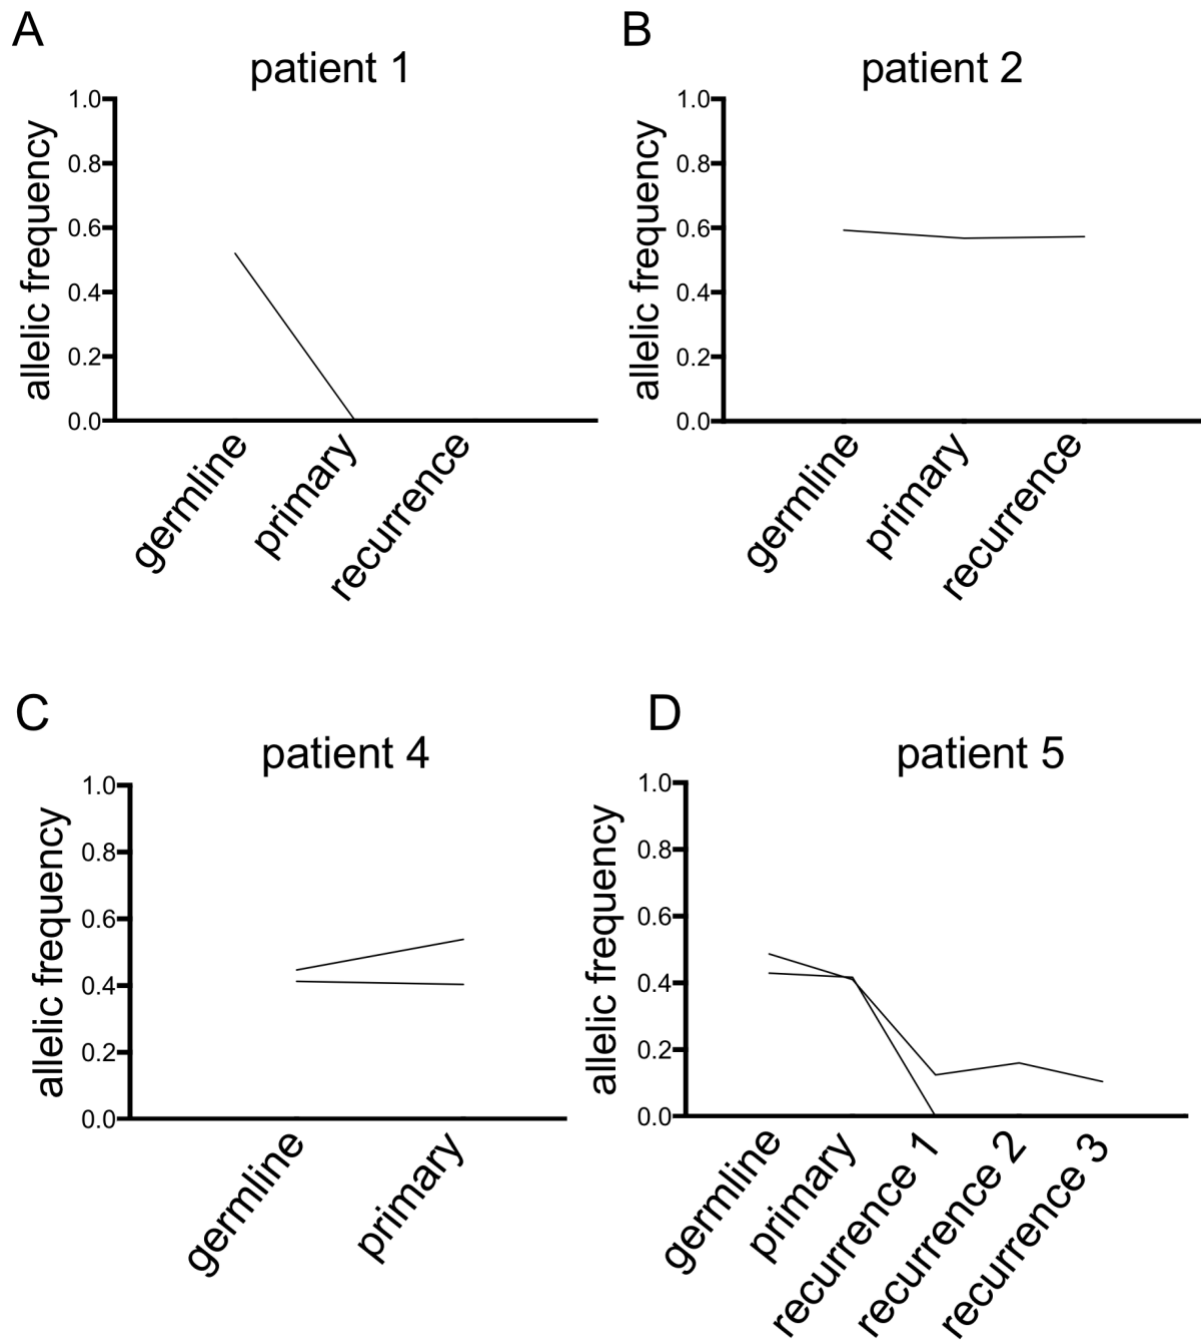 A
patient 1
allelic frequency
1.0
0.8
0.6
0.4
0.2
0.0
germline
primary
recurrence
B
patient 2
allelic frequency
1.0
0.8
0.6
0.4
0.2
0.0
germline
primary
recurrence
C
patient 4
allelic frequency
1.0
0.8
0.6
0.4
0.2
0.0
germline
primary
D
patient 5
allelic frequency
1.0
0.8
0.6
0.4
0.2
0.0
germline
primary
recurrence 1
recurrence 2
recurrence 3